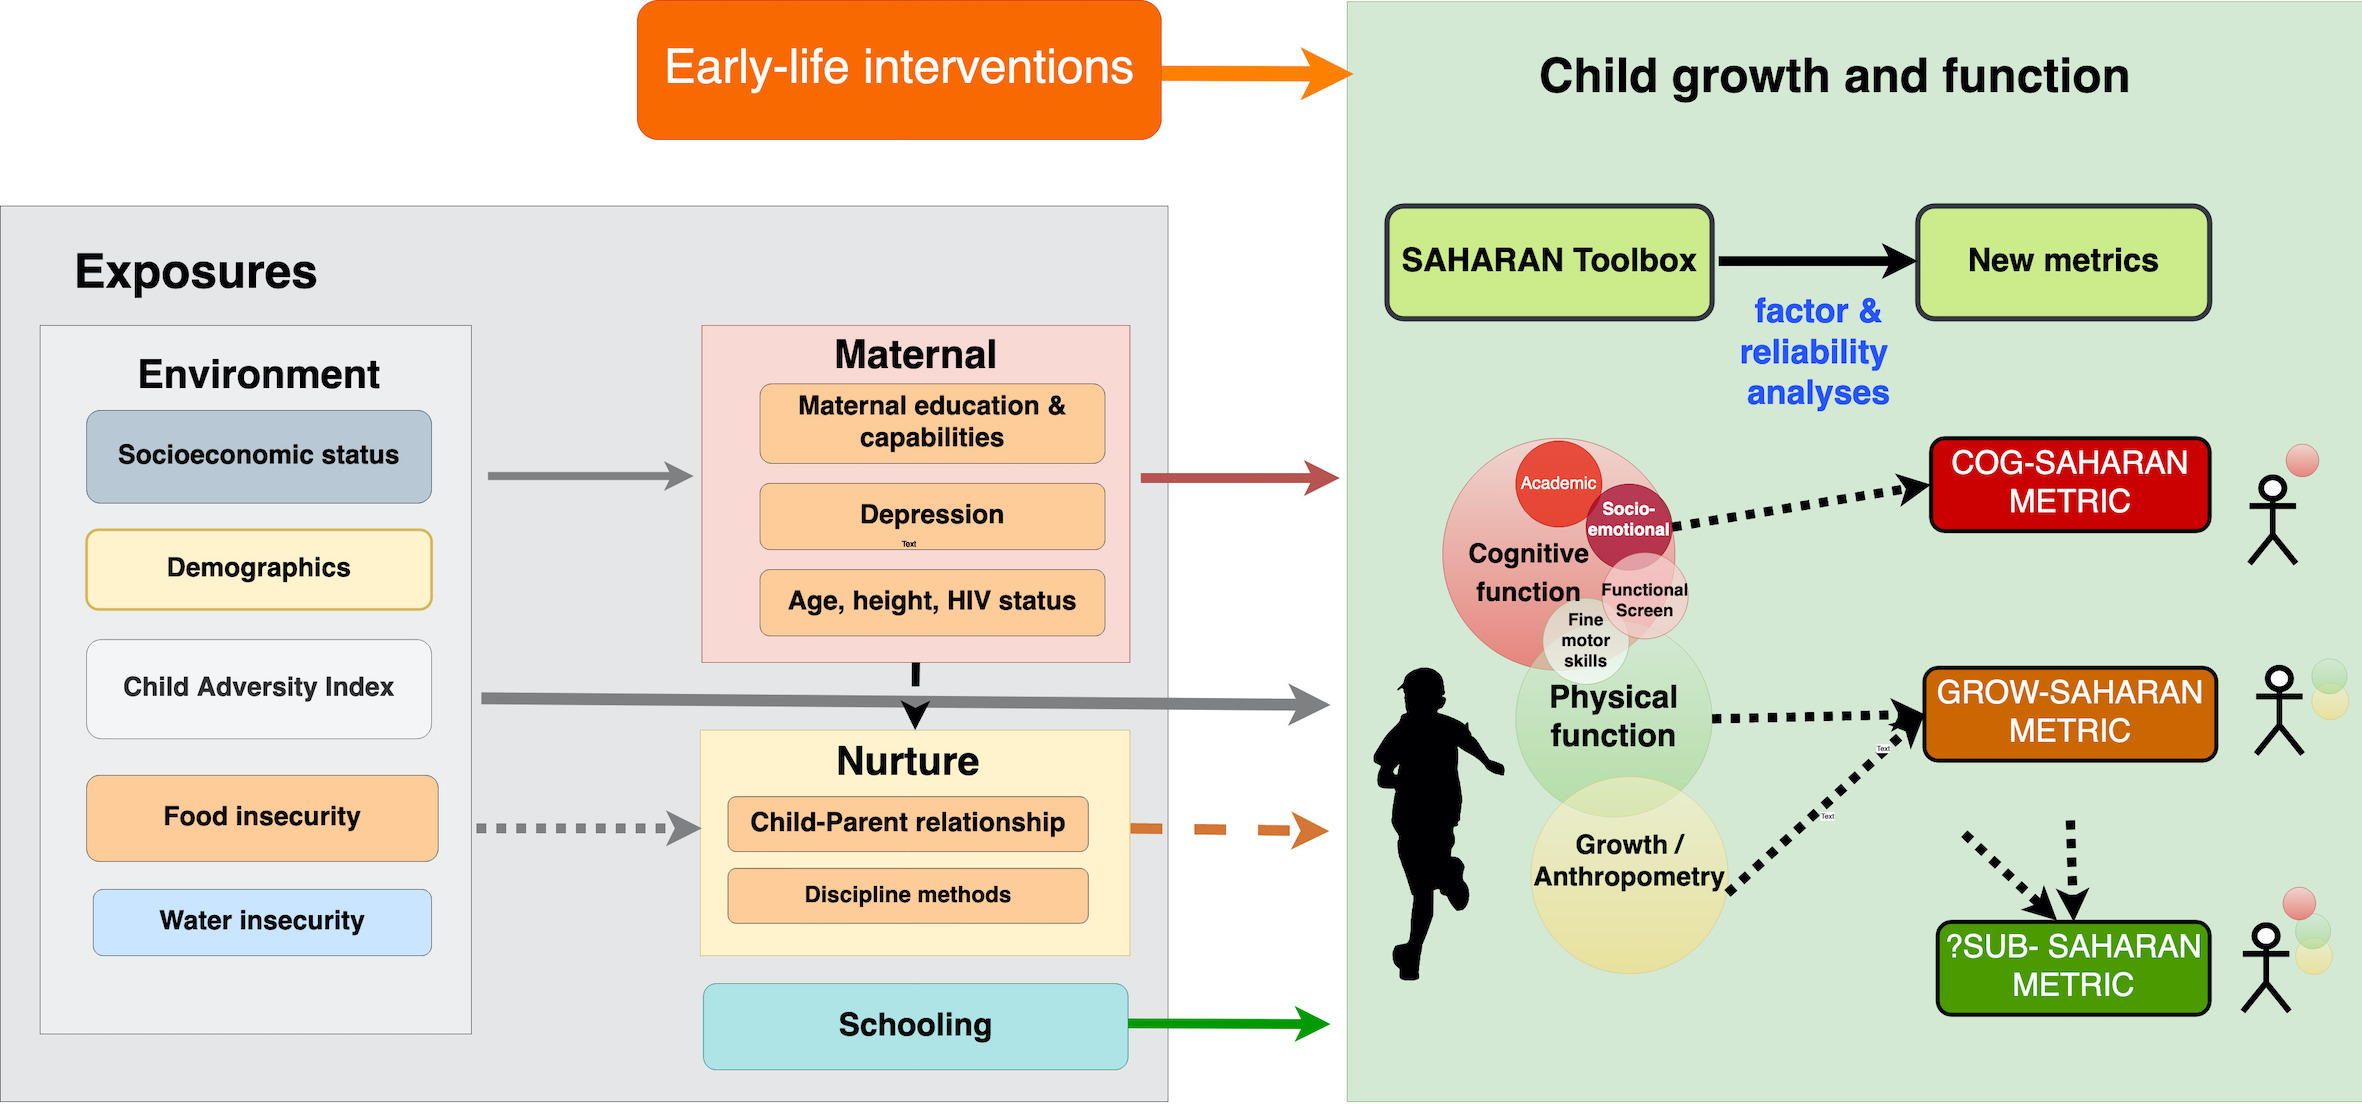 Early-life interventions
Child growth and function
Exposures
Environment
Socioeconomic status
Demographics
Child Adversity Index
Food insecurity
Water insecurity
Maternal
Maternal education &
capabilities
Depression
Text
Age, height, HIV status
Nurture
Child-Parent relationship
Discipline methods
Schooling
SAHARAN Toolbox
New metrics
factor &
reliability
analyses
Academic
Socio-
emotional
Cognitive
function
Functional
Screen
Fine
motor
skills
Physical
function
Growth /
Anthropometry
COG-SAHARAN
METRIC
GROW-SAHARAN
METRIC
Text
Text
?SUB- SAHARAN
METRIC